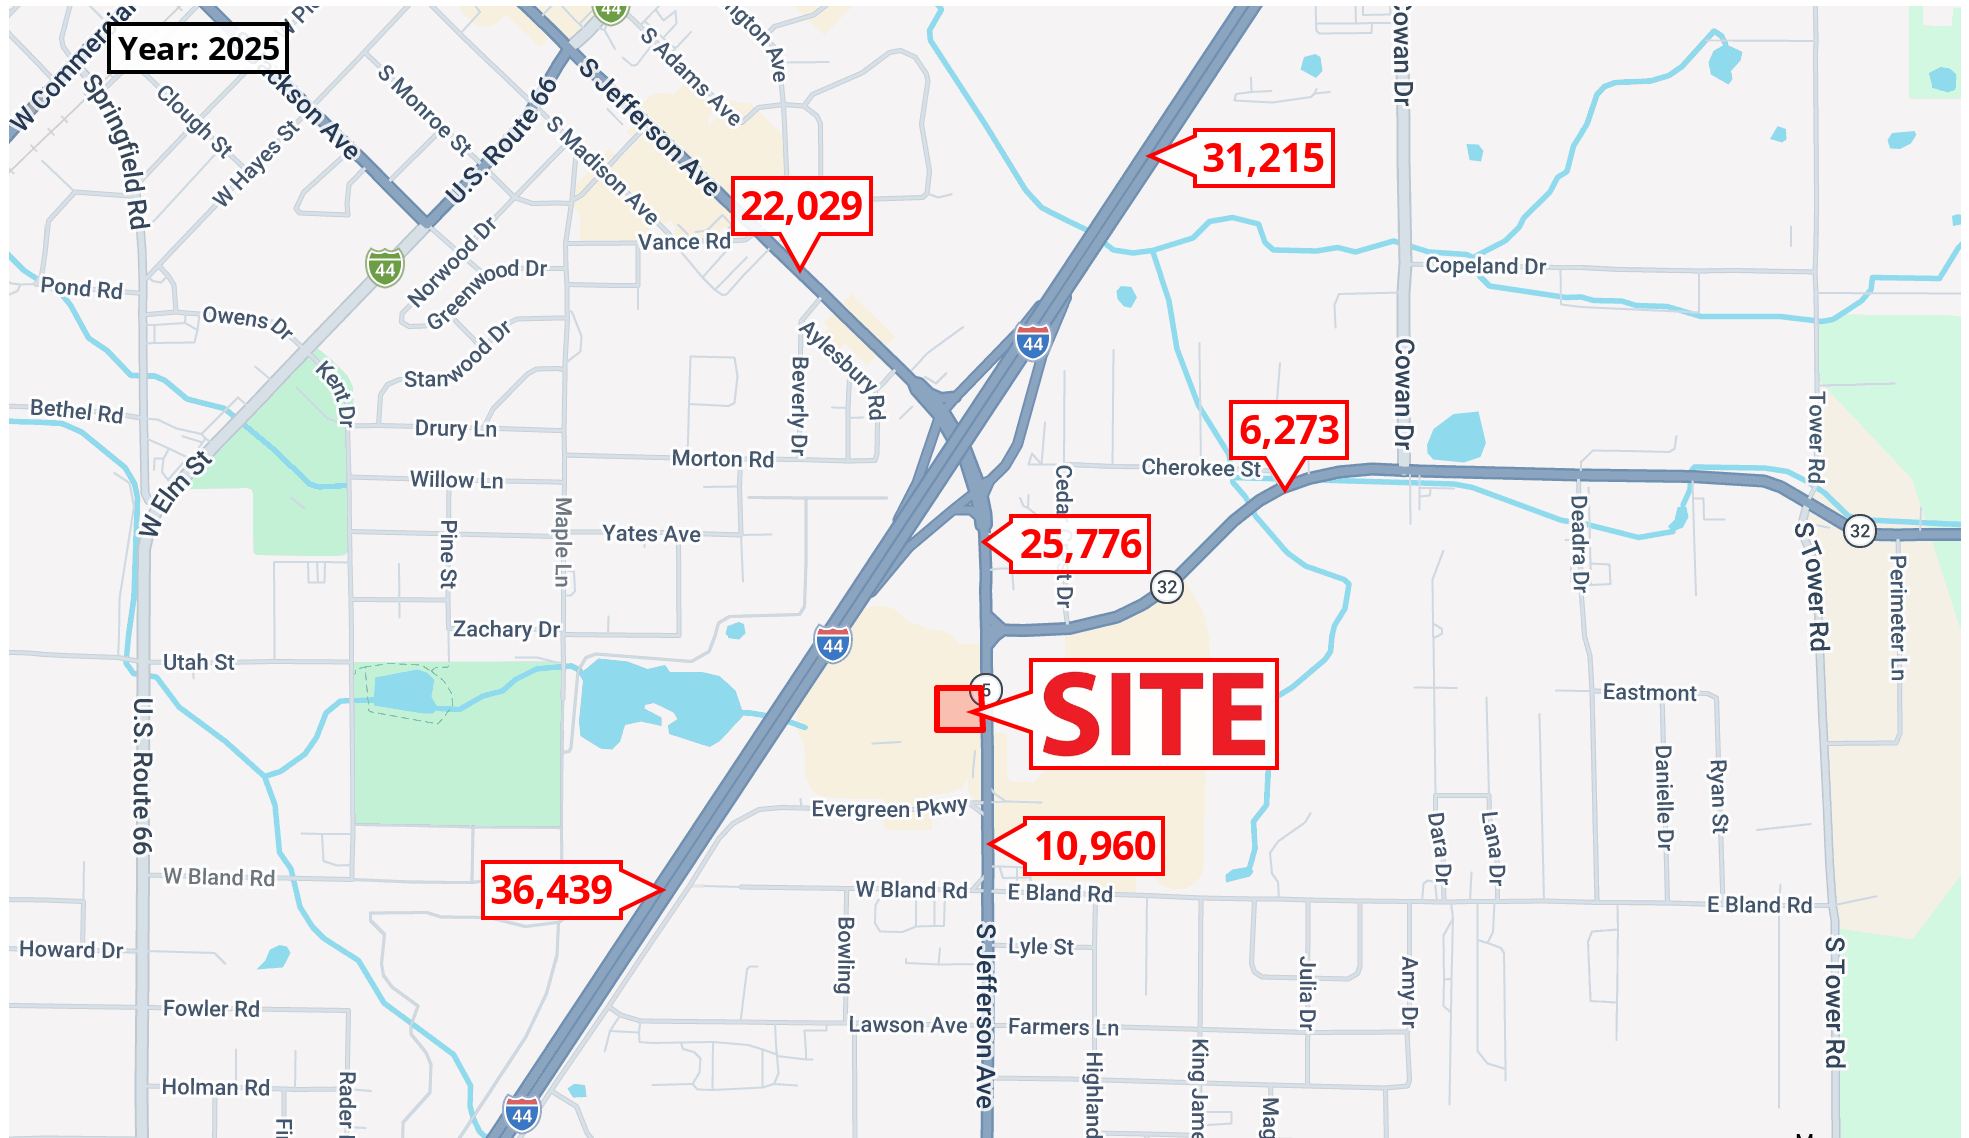 Year: 2025
W Commercial
Springfield Rd
Clough St
W Hayes St
Jackson Ave
S Monroe St
U.S. Route 66
44
S Jefferson Ave
S Adams Ave
ngton Ave
S Madison Ave
Cowan Dr
31,215
22,029
Vance Rd
44
Norwood Dr
Greenwood Dr
Copeland Dr
Pond Rd
Owens Dr
Stanwood Dr
Kent Dr
Aylesbury Rd
Beverly Dr
44
Cowan Dr
Tower Rd
Bethel Rd
Drury Ln
Willow Ln
Morton Rd
6,273
Cherokee St
W Elm St
Pine St
Maple Ln
Yates Ave
25,776
Deadra Dr
S Tower Rd
32
32
Perimeter Ln
Zachary Dr
44
Utah St
5
SITE
Eastmont
Danielle Dr
Ryan St
U.S. Route 66
Evergreen Pkwy
10,960
Dara Dr
Lana Dr
W Bland Rd
36,439
W Bland Rd
E Bland Rd
E Bland Rd
Bowling
Howard Dr
S Jefferson Ave
Lyle St
Julia Dr
Amy Dr
S Tower Rd
Fowler Rd
Lawson Ave
Farmers Ln
Holman Rd
Rader
Highland
King Jame
Mag
44